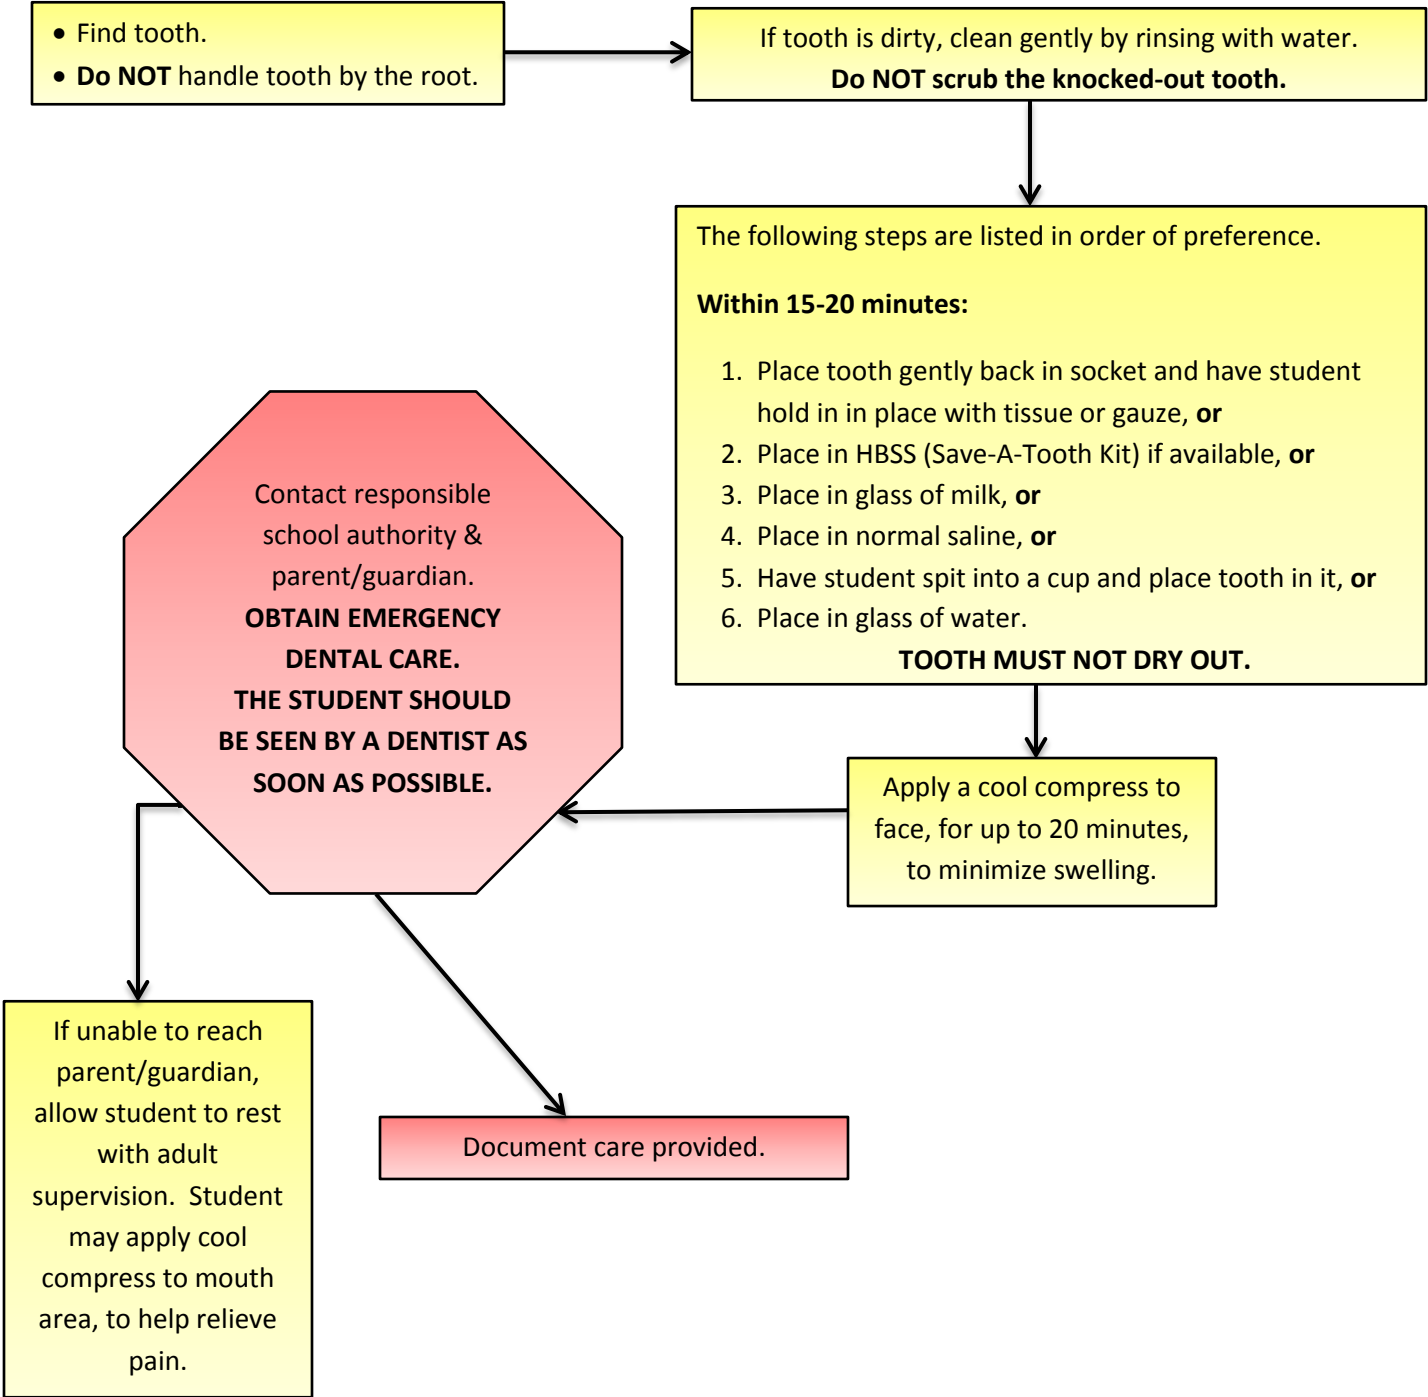 • Find tooth.
• Do NOT handle tooth by the root.
If tooth is dirty, clean gently by rinsing with water.
Do NOT scrub the knocked-out tooth.
The following steps are listed in order of preference.
Within 15-20 minutes:
1. Place tooth gently back in socket and have student
hold in in place with tissue or gauze, or
2. Place in HBSS (Save-A-Tooth Kit) if available, or
3. Place in glass of milk, or
4. Place in normal saline, or
5. Have student spit into a cup and place tooth in it, or
6. Place in glass of water.
TOOTH MUST NOT DRY OUT.
Apply a cool compress to
face, for up to 20 minutes,
to minimize swelling.
Contact responsible
school authority &
parent/guardian.
OBTAIN EMERGENCY
DENTAL CARE.
THE STUDENT SHOULD
BE SEEN BY A DENTIST AS
SOON AS POSSIBLE.
If unable to reach
parent/guardian,
allow student to rest
with adult
supervision.  Student
may apply cool
compress to mouth
area, to help relieve
pain.
Document care provided.